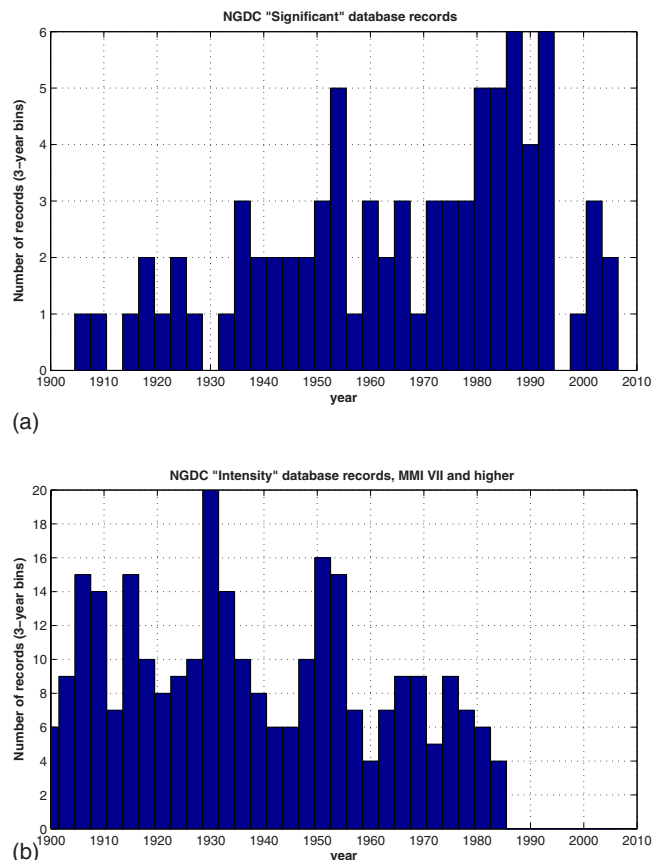 NGDC "Significant" database records
Number of records (3-year bins)
6
5
4
3
2
1
0
1900 1910 1920 1930 1940 1950 1960 1970 1980 1990 2000 2010
year
(a)
NGDC "Intensity" database records, MMI VII and higher
Number of records (3-year bins)
20
18
16
14
12
10
8
6
4
2
0
1900 1910 1920 1930 1940 1950 1960 1970 1980 1990 2000 2010
year
(b)